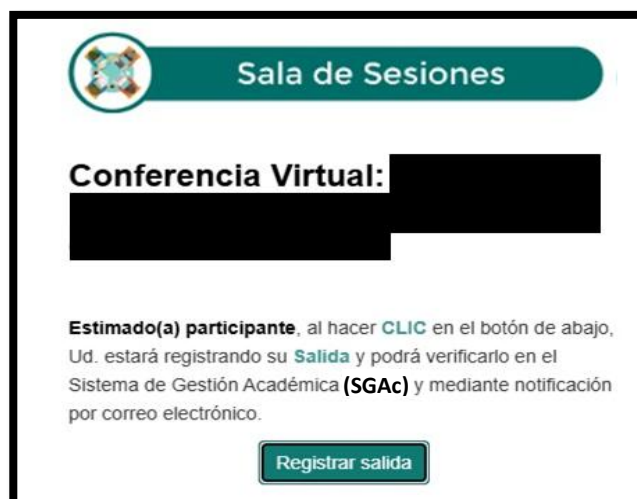 Sala de Sesiones
Conferencia Virtual:
Estimado(a) participante, al hacer CLIC en el botón de abajo,
Ud. estará registrando su Salida y podrá verificarlo en el
Sistema de Gestión Académica (SGAc) y mediante notificación
por correo electrónico.
Registrar salida